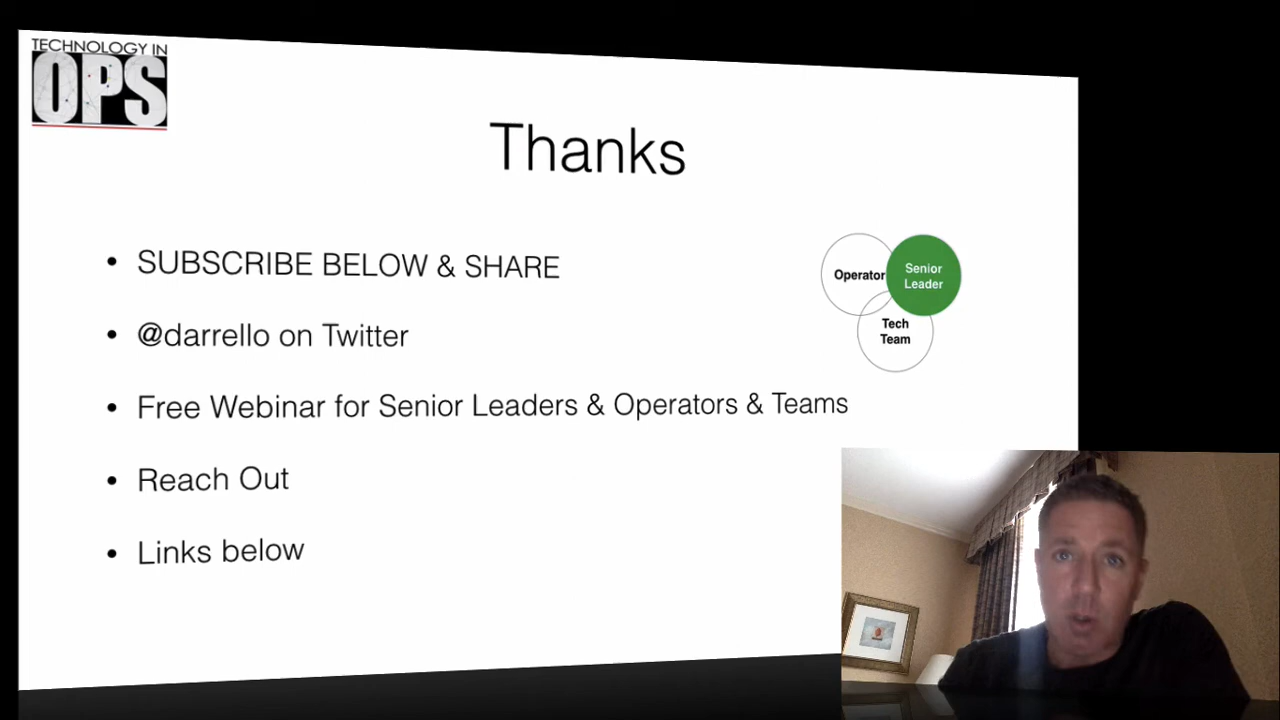 TECHNOLOGY IN
OPS
Thanks
• SUBSCRIBE BELOW & SHARE
• @darrello on Twitter
• Free Webinar for Senior Leaders & Operators & Teams
• Reach Out
• Links below
Operator
Senior
Leader
Tech
Team